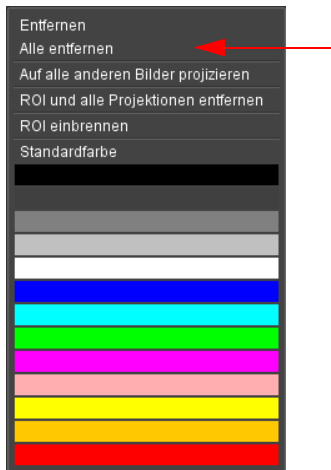 Entfernen
Alle entfernen
Auf alle anderen Bilder projizieren
ROI und alle Projektionen entfernen
ROI einbrennen
Standardfarbe